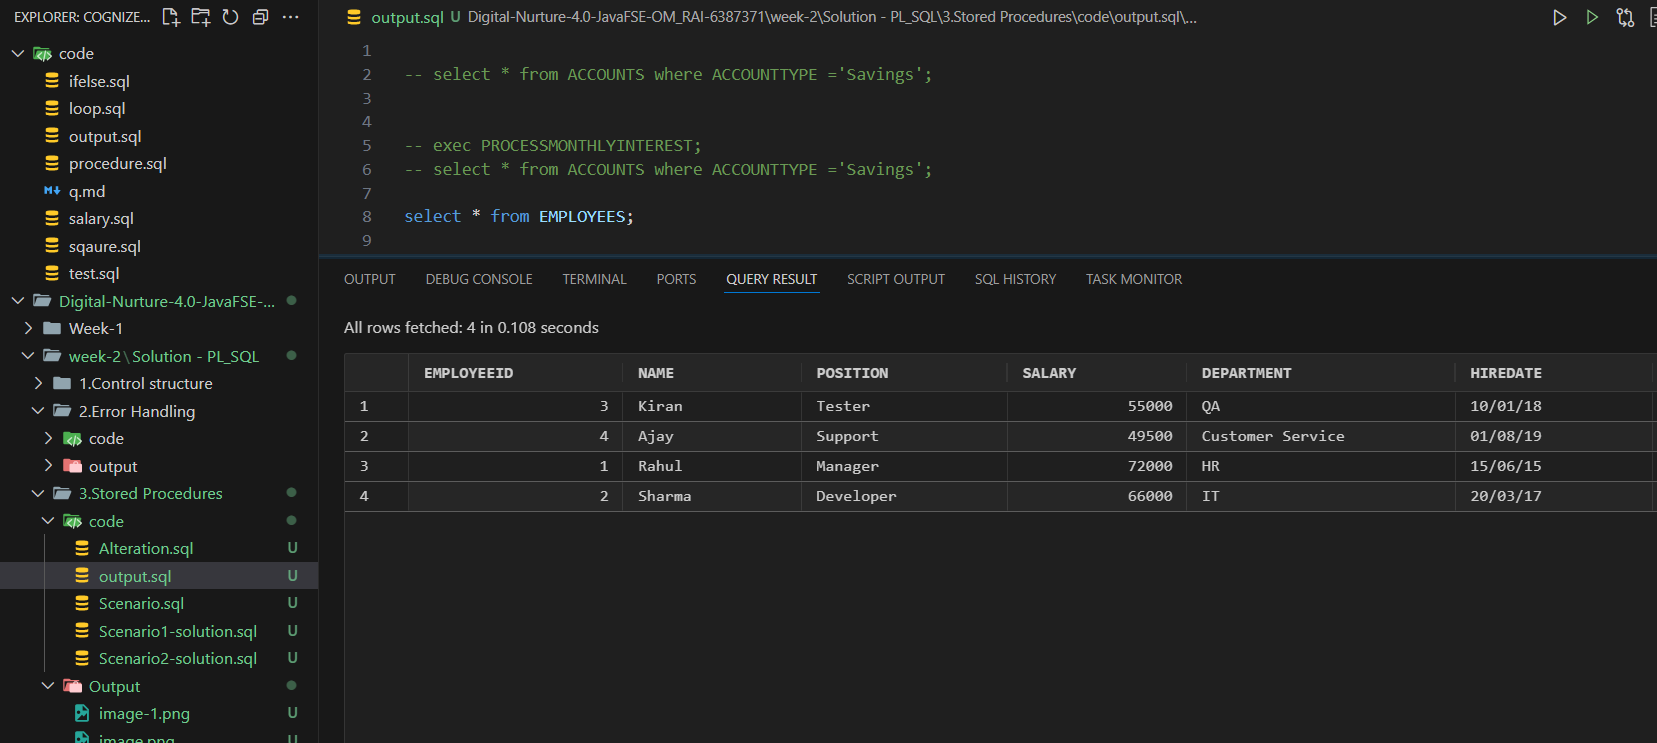 EXPLORER: COGNIZE...
code
ifelse.sql
loop.sql
output.sql
procedure.sql
q.md
salary.sql
sqaure.sql
test.sql
Digital-Nurture-4.0-JavaFSE-...
Week-1
week-2\Solution - PL_SQL
1.Control structure
2.Error Handling
code
output
3.Stored Procedures
code
Alteration.sql U
output.sql U
Scenario.sql U
Scenario1-solution.sql U
Scenario2-solution.sql U
Output
image-1.png U
image.png U
output.sql U Digital-Nurture-4.0-JavaFSE-OM_RAI-6387371\week-2\Solution - PL_SQL\3.Stored Procedures\code\output.sql\...
1
2 -- select * from ACCOUNTS where ACCOUNTTYPE ='Savings';
3
4
5 -- exec PROCESSMONTHLYINTEREST;
6 -- select * from ACCOUNTS where ACCOUNTTYPE ='Savings';
7
8 select * from EMPLOYEES;
9
OUTPUT DEBUG CONSOLE TERMINAL PORTS QUERY RESULT SCRIPT OUTPUT SQL HISTORY TASK MONITOR
All rows fetched: 4 in 0.108 seconds
EMPLOYEEID NAME POSITION SALARY DEPARTMENT HIREDATE
1 3 Kiran Tester 55000 QA 10/01/18
2 4 Ajay Support 49500 Customer Service 01/08/19
3 1 Rahul Manager 72000 HR 15/06/15
4 2 Sharma Developer 66000 IT 20/03/17